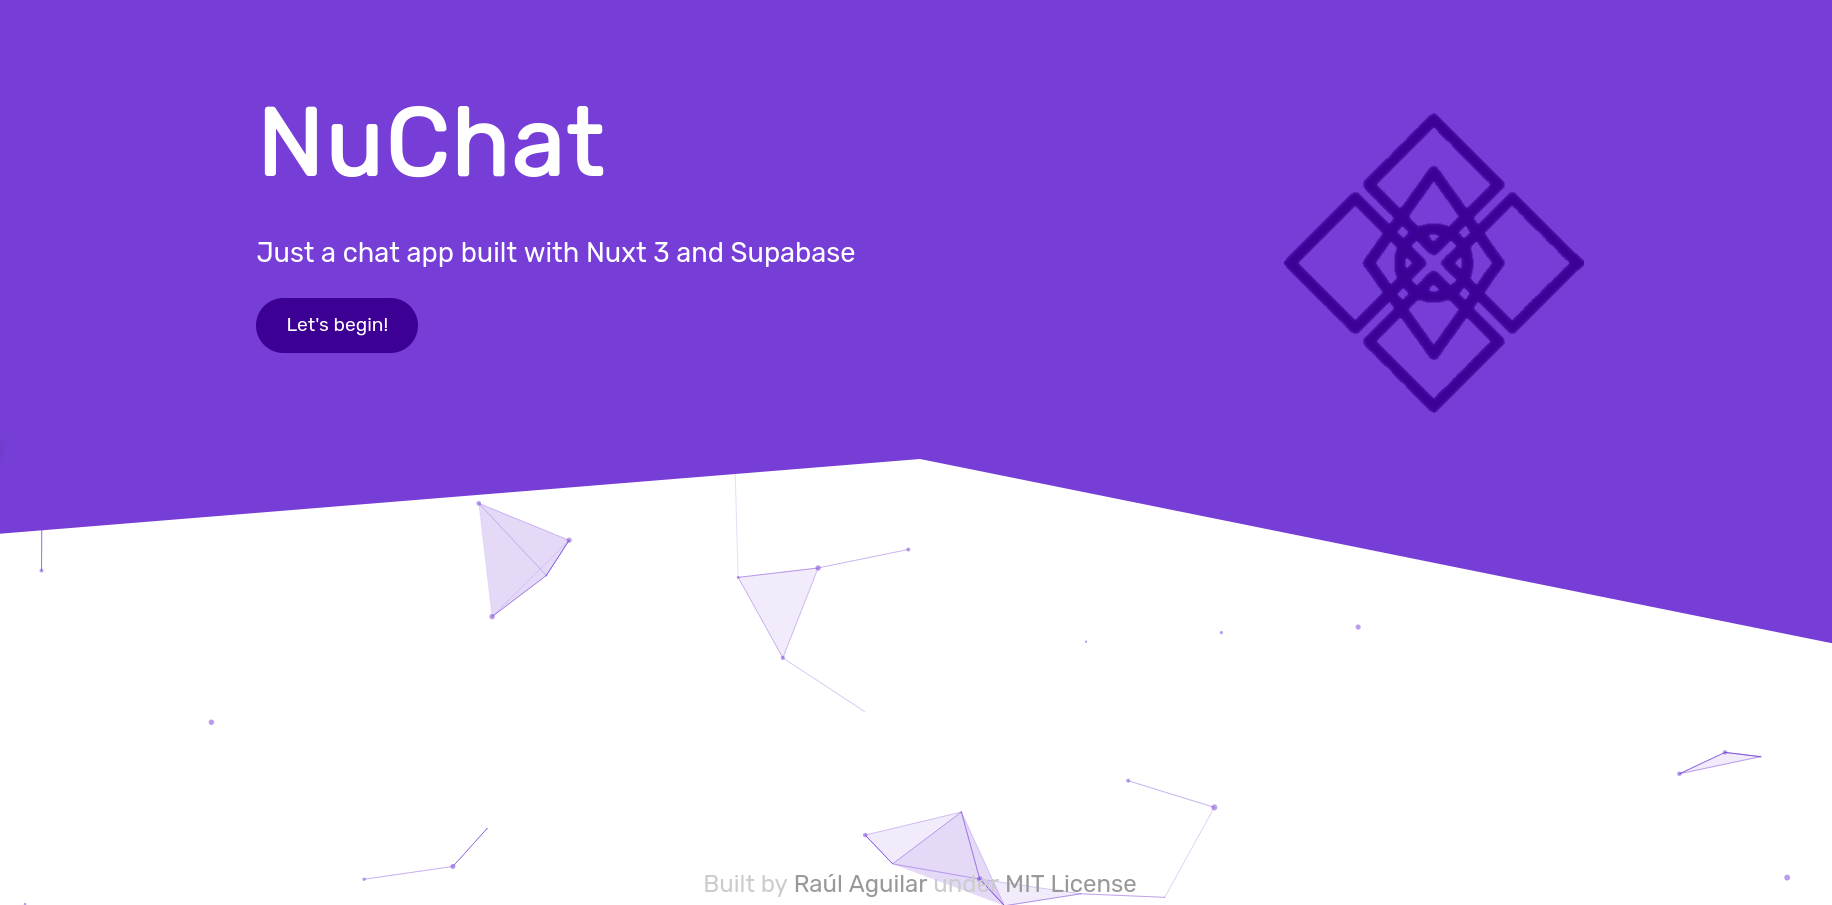 NuChat
Just a chat app built with Nuxt 3 and Supabase
Let's begin!
Built by Raúl Aguilar under MIT License